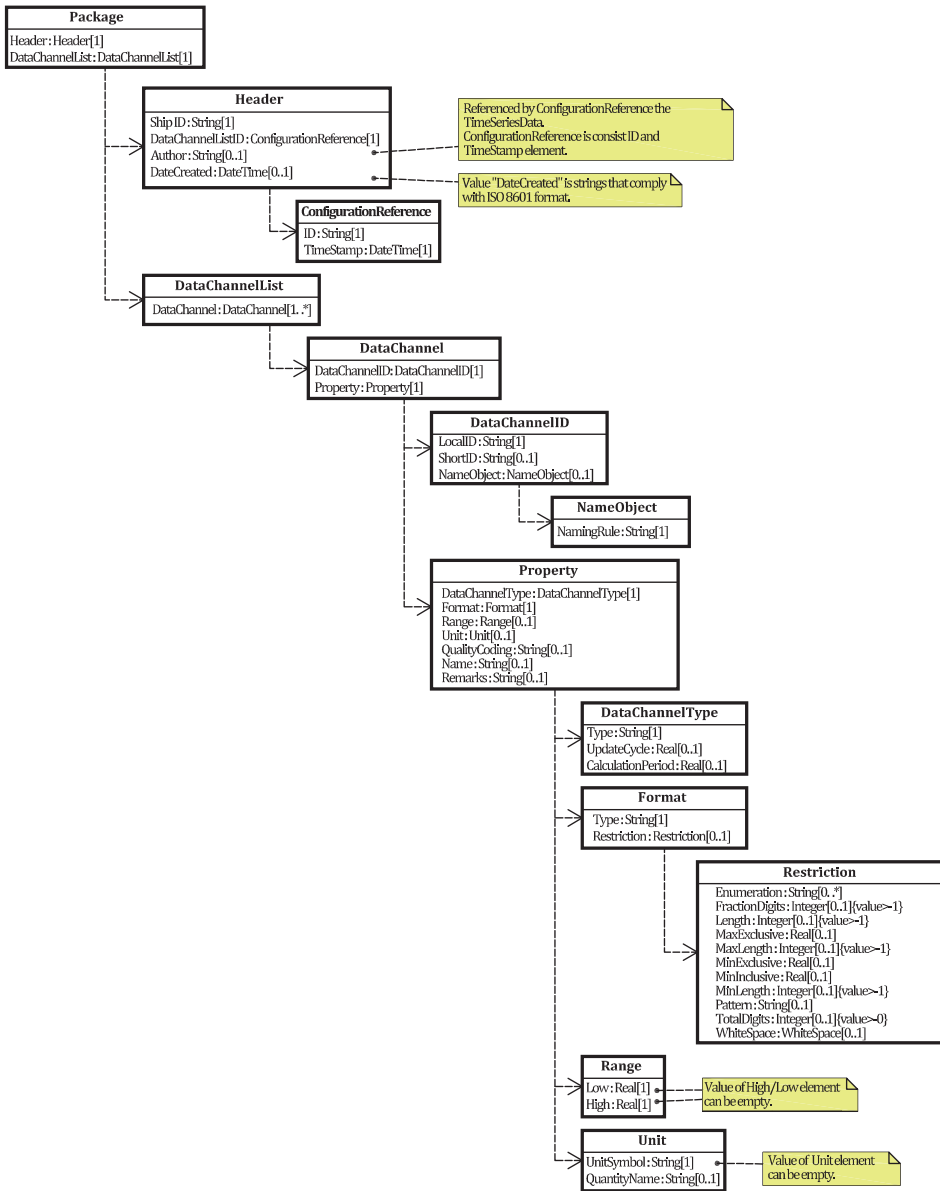 Package
Header:Header[1]
DataChannelList:DataChannelList[1]
Header
Ship ID:String[1]
DataChannelListID:ConfigurationReference[1]
Author:String[0..1]
DateCreated:DateTime[0..1]
Referenced by ConfigurationReference the
TimeSeriesData.
ConfigurationReference is consist ID and
TimeStamp element.
Value "DateCreated" is strings that comply
with ISO 8601 format.
ConfigurationReference
ID:String[1]
TimeStamp:DateTime[1]
DataChannelList
DataChannel:DataChannel[1..*]
DataChannel
DataChannelID:DataChannelID[1]
Property:Property[1]
DataChannelID
LocalID:String[1]
ShortID:String[0..1]
NameObject:NameObject[0..1]
NameObject
NamingRule:String[1]
Property
DataChannelType:DataChannelType[1]
Format:Format[1]
Range:Range[0..1]
Unit:Unit[0..1]
QualityCoding:String[0..1]
Name:String[0..1]
Remarks:String[0..1]
DataChannelType
Type:String[1]
UpdateCycle:Real[0..1]
CalculationPeriod:Real[0..1]
Format
Type:String[1]
Restriction:Restriction[0..1]
Restriction
Enumeration:String[0..*]
FractionDigits:Integer[0..1]{value>-1}
Length:Integer[0..1]{value>-1}
MaxExclusive:Real[0..1]
MaxLength:Integer[0..1]{value>-1}
MinExclusive:Real[0..1]
MinInclusive:Real[0..1]
MinLength:Integer[0..1]{value>-1}
Pattern:String[0..1]
TotalDigits:Integer[0..1]{value>-0}
WhiteSpace:WhiteSpace[0..1]
Range
Low:Real[1]
High:Real[1]
Value of High/Low element
can be empty.
Unit
UnitSymbol:String[1]
QuantityName:String[0..1]
Value of Unit element
can be empty.